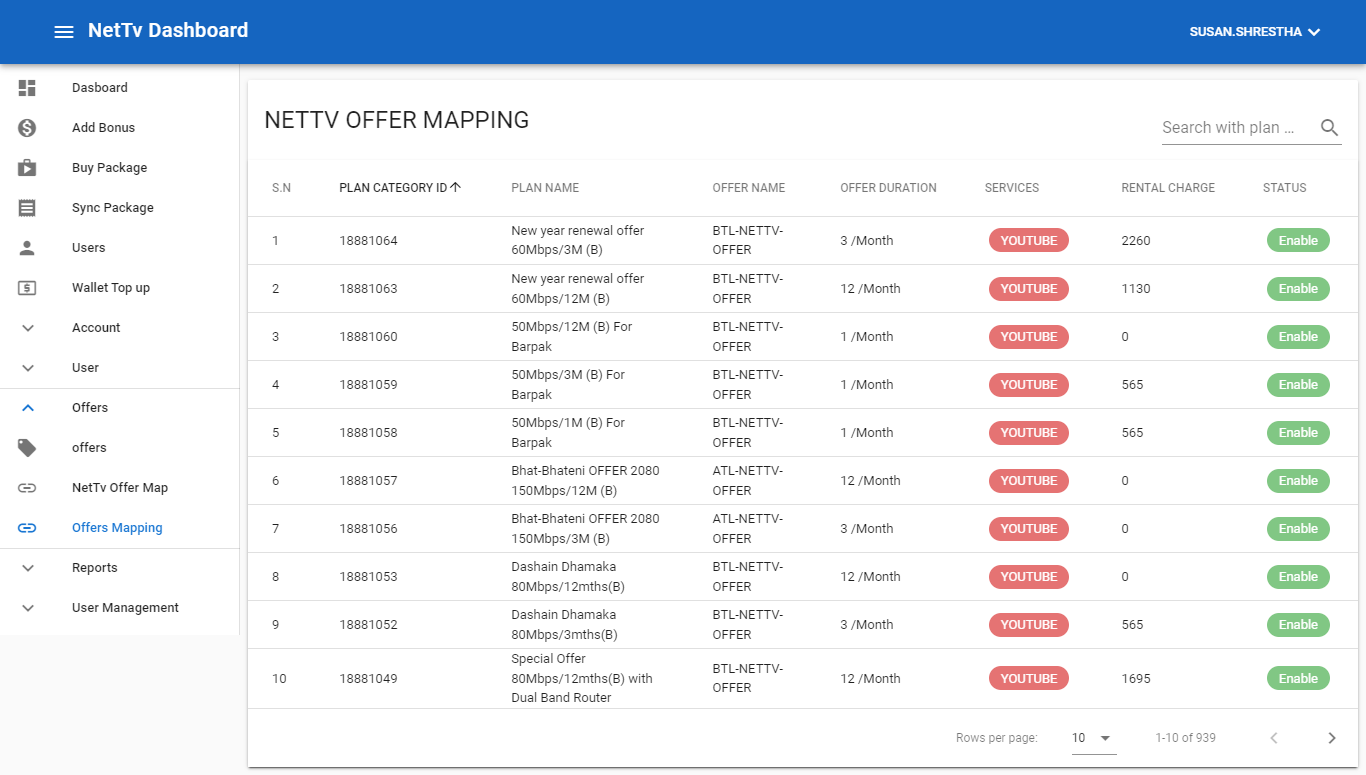 NetTv Dashboard
SUSAN.SHRESTHA
Dasboard
Add Bonus
Buy Package
Sync Package
Users
Wallet Top up
Account
User
Offers
offers
NetTv Offer Map
Offers Mapping
Reports
User Management
NETTV OFFER MAPPING
Search with plan ...
S.N PLAN CATEGORY ID PLAN NAME OFFER NAME OFFER DURATION SERVICES RENTAL CHARGE STATUS
1 18881064 New year renewal offer 60Mbps/3M (B) BTL-NETTV-OFFER 3 /Month YOUTUBE 2260 Enable
2 18881063 New year renewal offer 60Mbps/12M (B) BTL-NETTV-OFFER 12 /Month YOUTUBE 1130 Enable
3 18881060 50Mbps/12M (B) For Barpak BTL-NETTV-OFFER 1 /Month YOUTUBE 0 Enable
4 18881059 50Mbps/3M (B) For Barpak BTL-NETTV-OFFER 1 /Month YOUTUBE 565 Enable
5 18881058 50Mbps/1M (B) For Barpak BTL-NETTV-OFFER 1 /Month YOUTUBE 565 Enable
6 18881057 Bhat-Bhateni OFFER 2080 150Mbps/12M (B) ATL-NETTV-OFFER 12 /Month YOUTUBE 0 Enable
7 18881056 Bhat-Bhateni OFFER 2080 150Mbps/3M (B) ATL-NETTV-OFFER 3 /Month YOUTUBE 0 Enable
8 18881053 Dashain Dhamaka 80Mbps/12mths(B) BTL-NETTV-OFFER 12 /Month YOUTUBE 0 Enable
9 18881052 Dashain Dhamaka 80Mbps/3mths(B) BTL-NETTV-OFFER 3 /Month YOUTUBE 565 Enable
10 18881049 Special Offer 80Mbps/12mths(B) with Dual Band Router BTL-NETTV-OFFER 12 /Month YOUTUBE 1695 Enable
Rows per page: 10 1-10 of 939